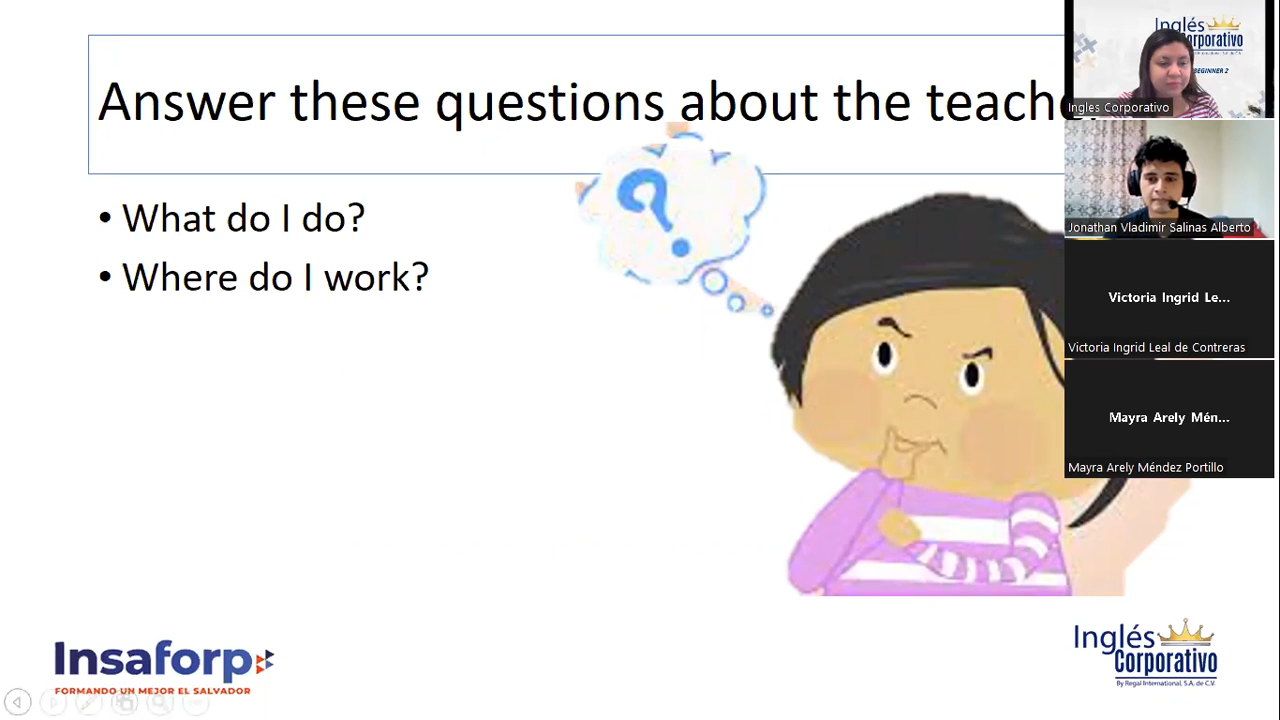 Answer these questions about the teache
• What do I do?
• Where do I work?
?
Inglés
Corporativo
BEGINNER 2
Ingles Corporativo
Jonathan Vladimir Salinas Alberto
Victoria Ingrid Le...
Victoria Ingrid Leal de Contreras
Mayra Arely Mén...
Mayra Arely Méndez Portillo
Insaforp
FORMANDO UN MEJOR EL SALVADOR
Inglés
Corporativo
By Regal International, S.A. de C.V.